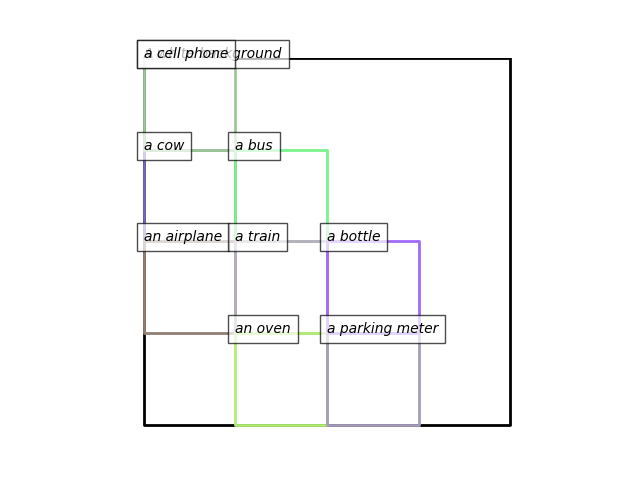 a cell phone
ground
a cow
a bus
an airplane
a train
a bottle
an oven
a parking meter